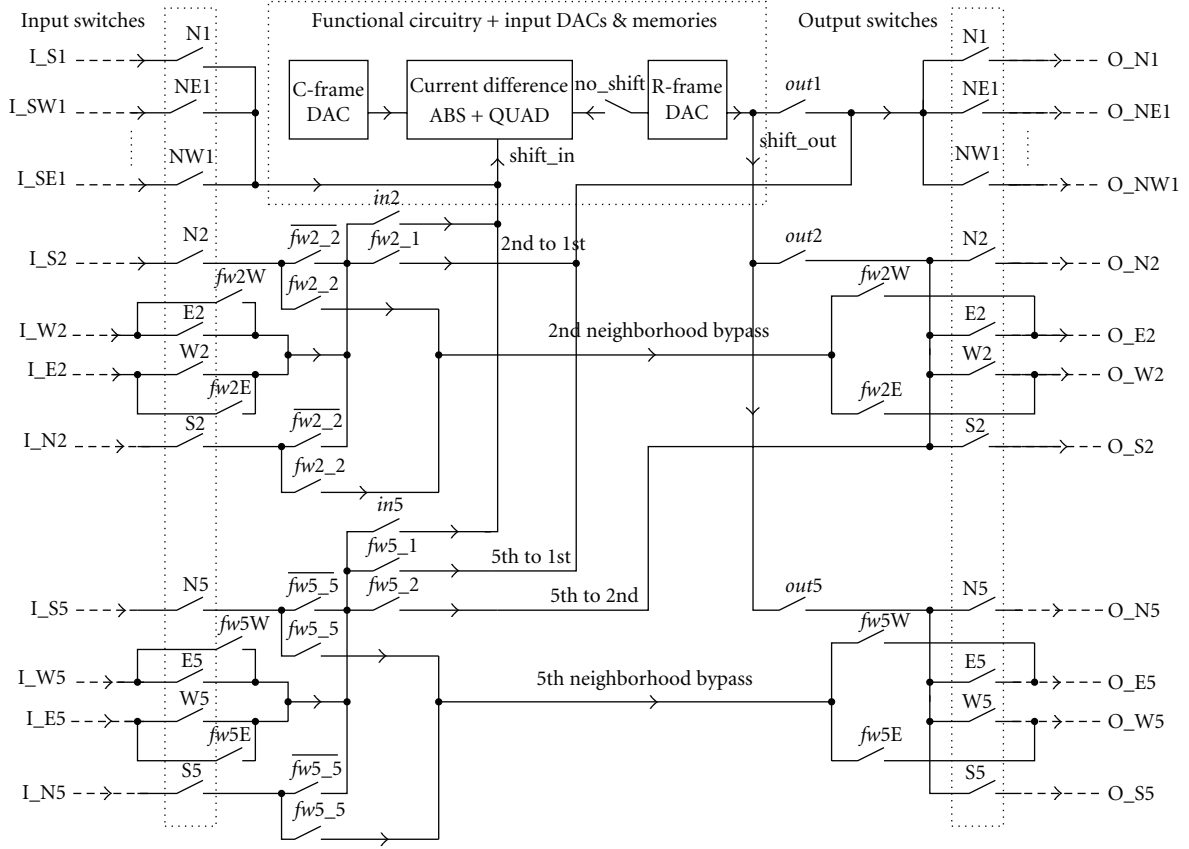 Input switches
Functional circuitry + input DACs & memories
Output switches
I_S1
N1
N1
O_N1
C-frame
DAC
Current difference
ABS + QUAD
no_shift
R-frame
DAC
out1
I_SW1
NE1
NE1
O_NE1
shift_in
shift_out
I_SE1
NW1
NW1
O_NW1
in2
I_S2
N2
fw2_2
fw2_1
2nd to 1st
out2
N2
O_N2
fw2W
fw2_2
fw2W
I_W2
E2
2nd neighborhood bypass
E2
O_E2
I_E2
W2
W2
O_W2
fw2E
fw2E
I_N2
S2
fw2_2
S2
O_S2
fw2_2
in5
fw5_1
5th to 1st
I_S5
N5
fw5_5
fw5_2
5th to 2nd
out5
N5
O_N5
fw5W
fw5_5
fw5W
I_W5
E5
5th neighborhood bypass
E5
O_E5
I_E5
W5
W5
O_W5
fw5E
fw5E
I_N5
S5
fw5_5
S5
O_S5
fw5_5